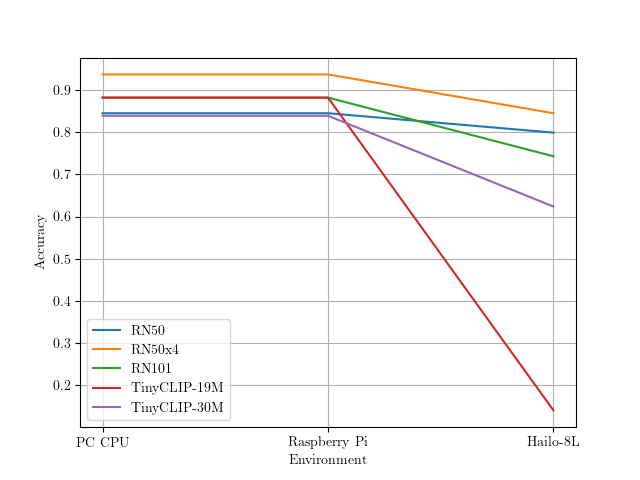 0.9
0.8
0.7
0.6
0.5
0.4
0.3
0.2
Accuracy
RN50
RN50x4
RN101
TinyCLIP-19M
TinyCLIP-30M
PC CPU
Raspberry Pi
Hailo-8L
Environment